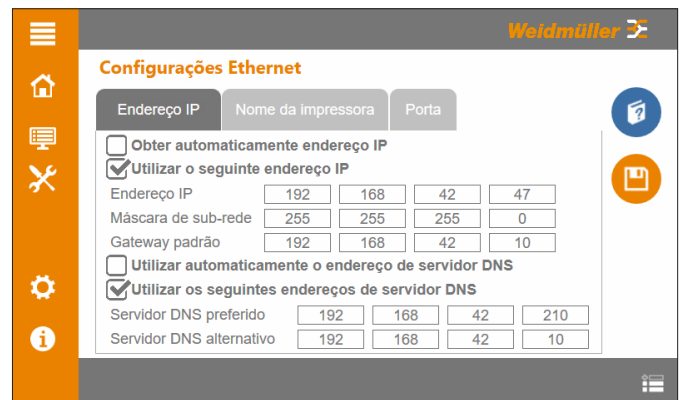 Weidmüller
Configurações Ethernet
Endereço IP Nome da impressora Porta
Obter automaticamente endereço IP
Utilizar o seguinte endereço IP
Endereço IP 192 168 42 47
Máscara de sub-rede 255 255 255 0
Gateway padrão 192 168 42 10
Utilizar automaticamente o endereço de servidor DNS
Utilizar os seguintes endereços de servidor DNS
Servidor DNS preferido 192 168 42 210
Servidor DNS alternativo 192 168 42 10